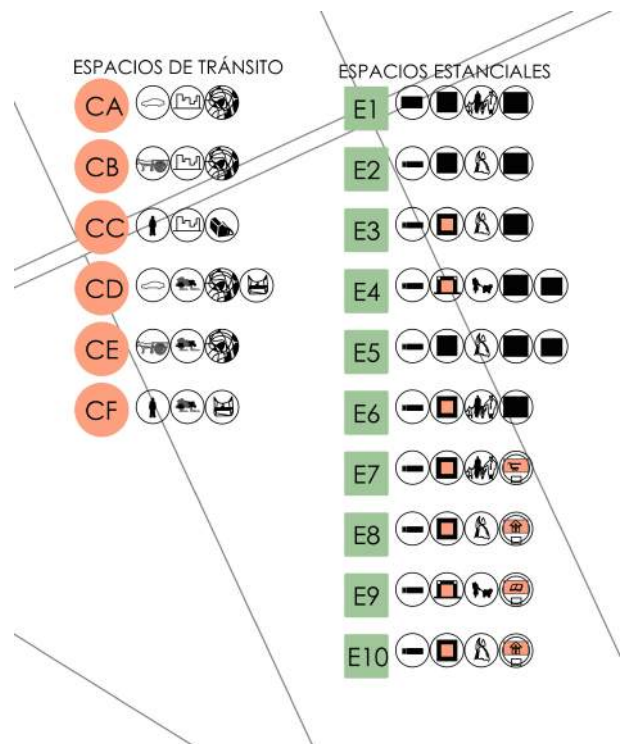 ESPACIOS DE TRÁNSITO
CA
CB
CC
CD
CE
CF
ESPACIOS ESTANCIALES
E1
E2
E3
E4
E5
E6
E7
E8
E9
E10